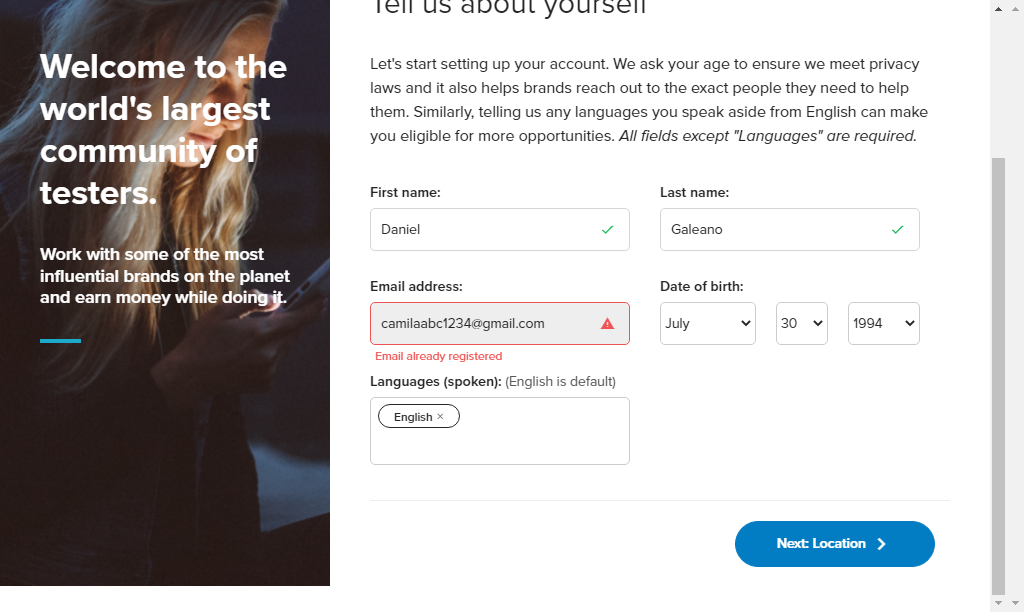 Tell us about yourself
Welcome to the
world's largest
community of
testers.
Work with some of the most
influential brands on the planet
and earn money while doing it.
Let's start setting up your account. We ask your age to ensure we meet privacy
laws and it also helps brands reach out to the exact people they need to help
them. Similarly, telling us any languages you speak aside from English can make
you eligible for more opportunities. All fields except "Languages" are required.
First name:
Last name:
Daniel
Galeano
Email address:
Date of birth:
camilaabc1234@gmail.com
July
30
1994
Email already registered
Languages (spoken): (English is default)
English ×
Next: Location